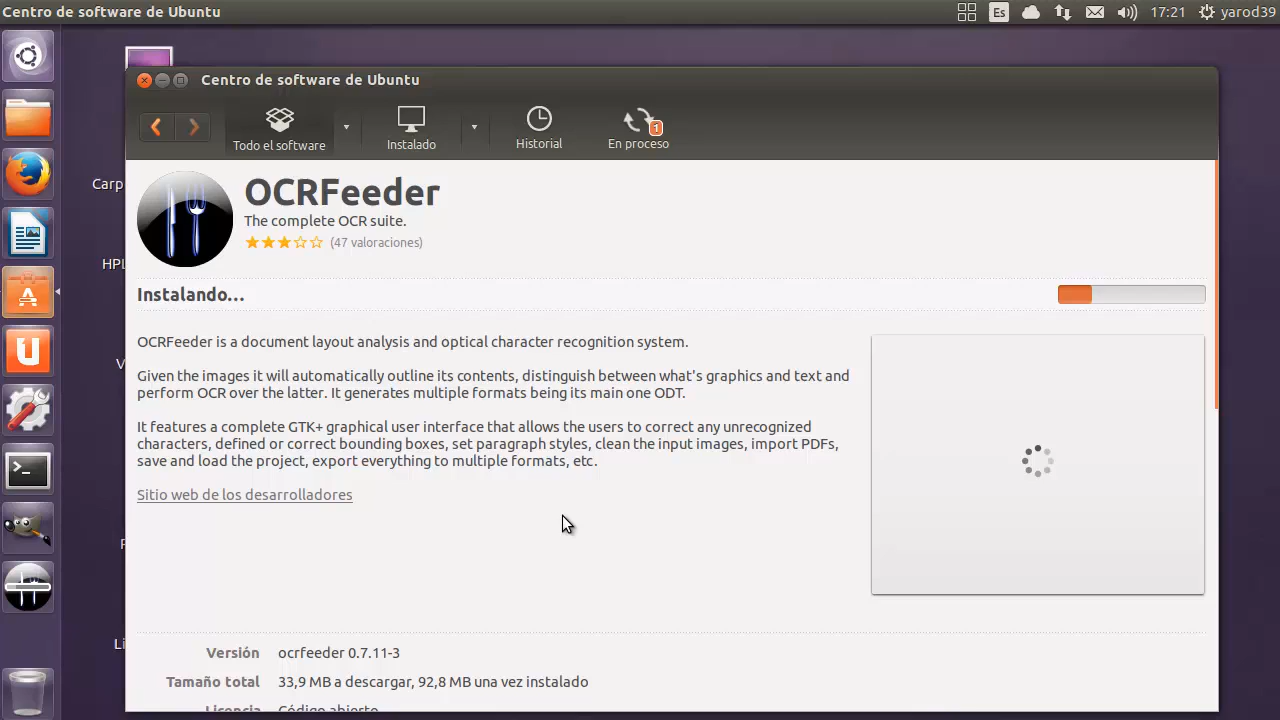 Centro de software de Ubuntu
Es
17:21
yarod39
Centro de software de Ubuntu
Todo el software
Instalado
Historial
En proceso
1
Carp
HPL
V
F
Li
OCRFeeder
The complete OCR suite.
(47 valoraciones)
Instalando...
OCRFeeder is a document layout analysis and optical character recognition system.
Given the images it will automatically outline its contents, distinguish between what's graphics and text and
perform OCR over the latter. It generates multiple formats being its main one ODT.
It features a complete GTK+ graphical user interface that allows the users to correct any unrecognized
characters, defined or correct bounding boxes, set paragraph styles, clean the input images, import PDFs,
save and load the project, export everything to multiple formats, etc.
Sitio web de los desarrolladores
Versión ocrfeeder 0.7.11-3
Tamaño total 33,9 MB a descargar, 92,8 MB una vez instalado
Licencia Código abierto